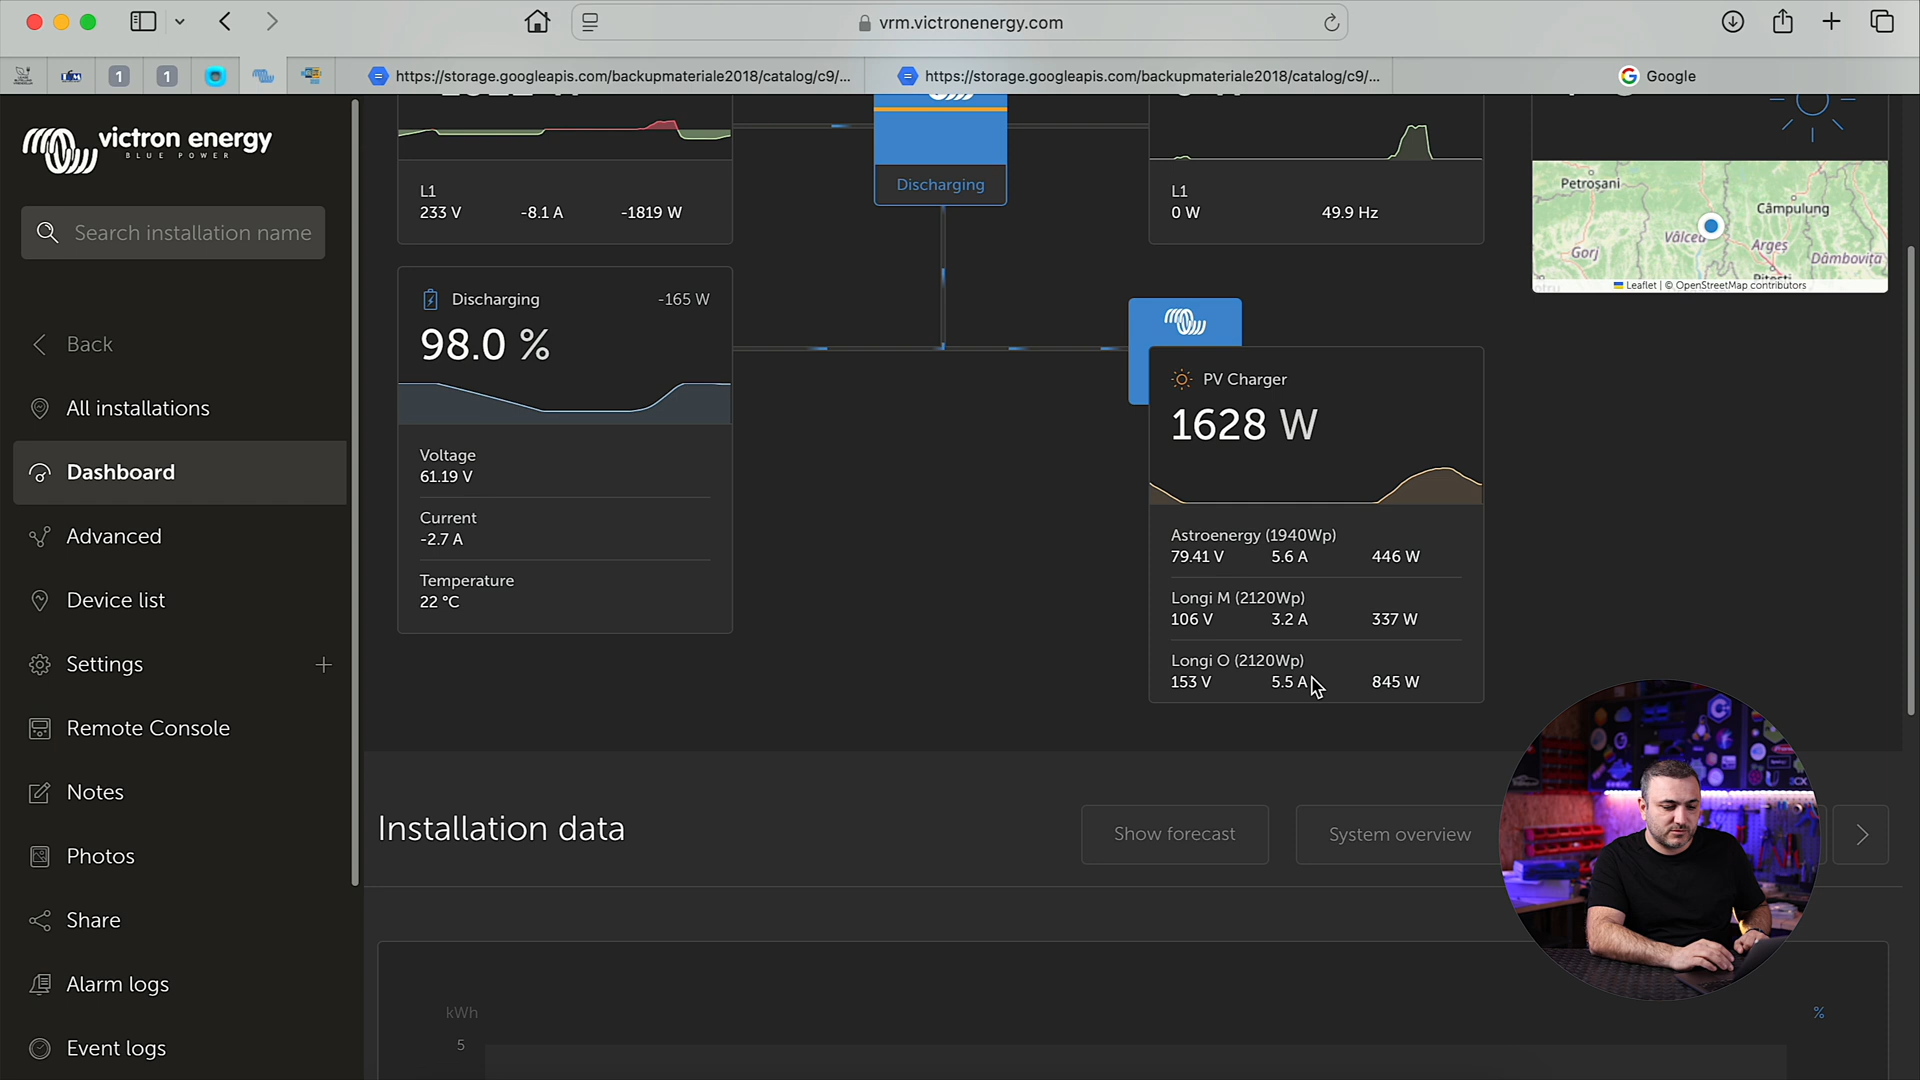 vrm.victronenergy.com
1
1
https://storage.googleapis.com/backupmateriale2018/catalog/c9/...
https://storage.googleapis.com/backupmateriale2018/catalog/c9/...
Google
victron energy
BLUE POWER
Search installation name
Back
All installations
Dashboard
Advanced
Device list
Settings
Remote Console
Notes
Photos
Share
Alarm logs
Event logs
L1
233 V -8.1 A -1819 W
Discharging
L1
0 W 49.9 Hz
Petroșani
Câmpulung
Vâlcea
Gorj
Argeș
Dâmbovița
Leaflet | © OpenStreetMap contributors
Discharging -165 W
98.0 %
Voltage
61.19 V
Current
-2.7 A
Temperature
22 °C
PV Charger
1628 W
Astroenergy (1940Wp)
79.41 V 5.6 A 446 W
Longi M (2120Wp)
106 V 3.2 A 337 W
Longi O (2120Wp)
153 V 5.5 A 845 W
Installation data
Show forecast
System overview
kWh
%
5